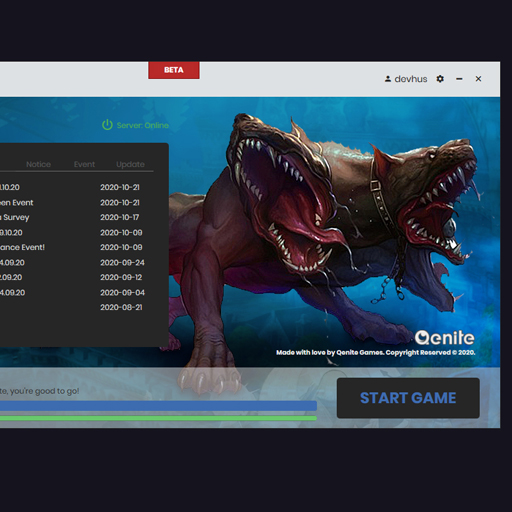 BETA
devhus
Server: Online
Notice Event Update
.10.20 2020-10-21
en Event 2020-10-21
Survey 2020-10-17
9.10.20 2020-10-09
ance Event! 2020-10-09
4.09.20 2020-09-24
2.09.20 2020-09-12
4.09.20 2020-09-04
2020-08-21
Qenite
Made with love by Qenite Games. Copyright Reserved © 2020.
te, you're good to go!
START GAME